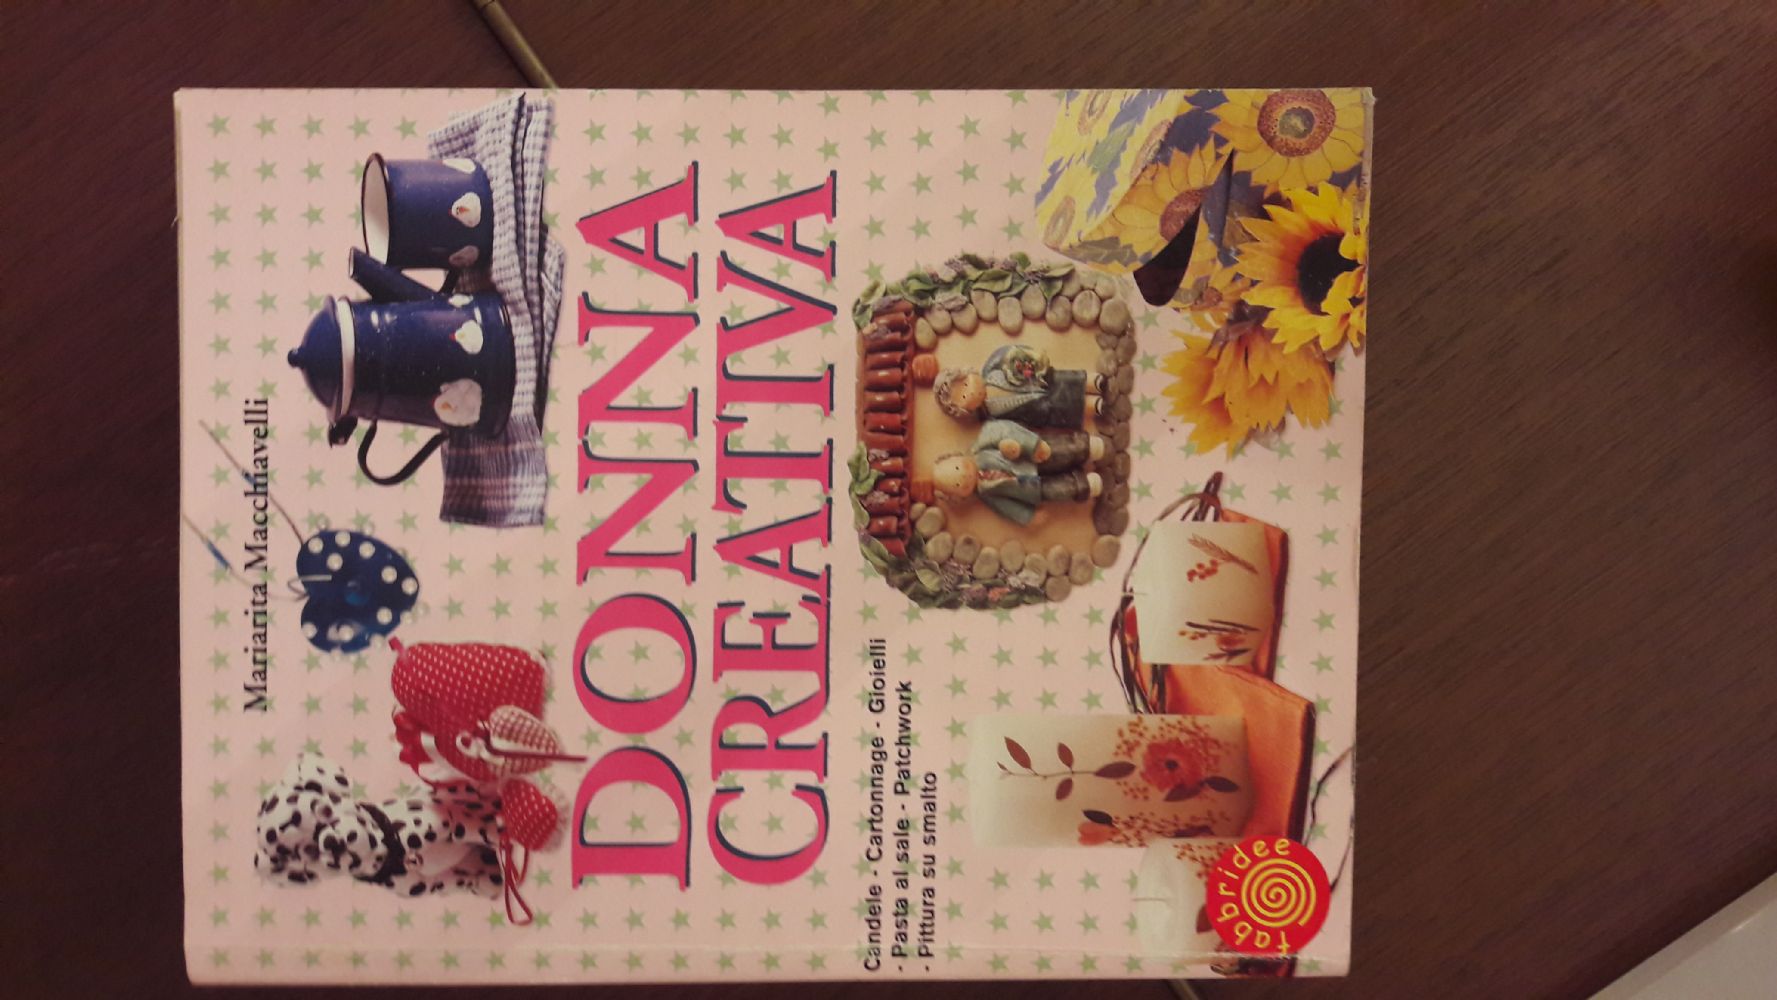 Mariarita Macchiavelli
DONNA
CREATIVA
Candele - Cartonnage - Gioielli
- Pasta al sale - Patchwork
- Pittura su smalto
fabbridee